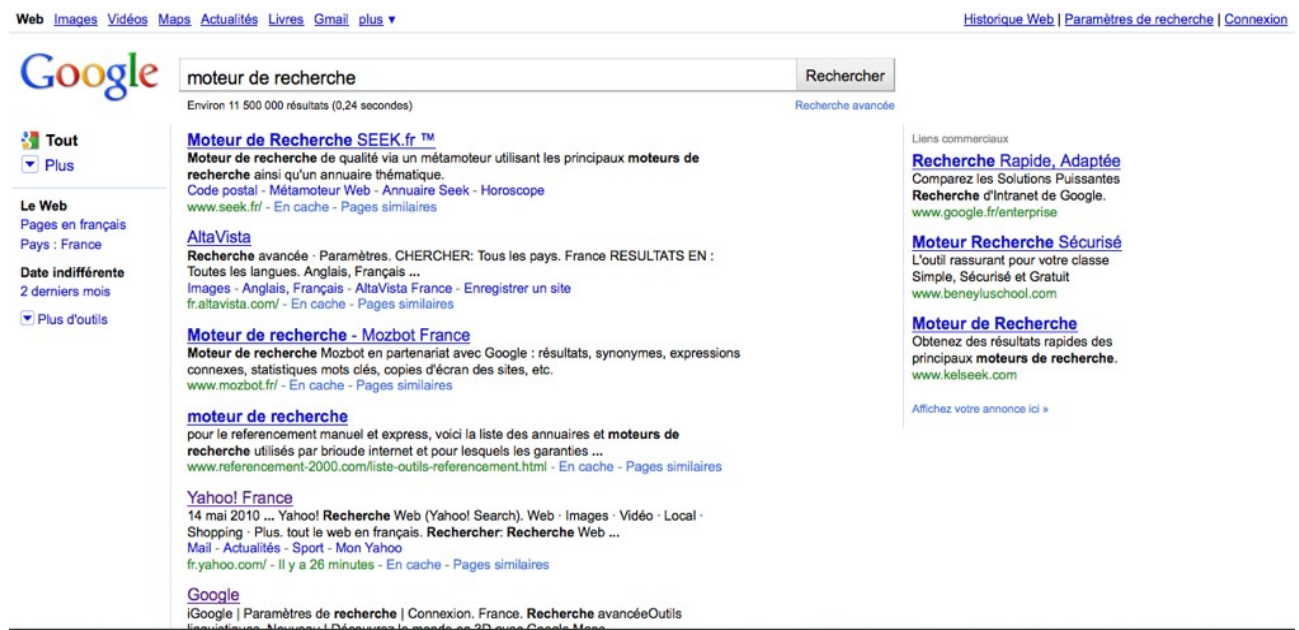 Web Images Vidéos Maps Actualités Livres Gmail plus ▼
Historique Web | Paramètres de recherche | Connexion
Google
moteur de recherche
Rechercher
Environ 11 500 000 résultats (0,24 secondes)
Recherche avancée
Tout
Plus
Le Web
Pages en français
Pays : France
Date indifférente
2 derniers mois
Plus d'outils
Moteur de Recherche SEEK.fr ™
Moteur de recherche de qualité via un métamoteur utilisant les principaux moteurs de
recherche ainsi qu'un annuaire thématique.
Code postal - Métamoteur Web - Annuaire Seek - Horoscope
www.seek.fr/ - En cache - Pages similaires
AltaVista
Recherche avancée · Paramètres. CHERCHER: Tous les pays. France RESULTATS EN :
Toutes les langues. Anglais, Français ...
Images - Anglais, Français - AltaVista France - Enregistrer un site
fr.altavista.com/ - En cache - Pages similaires
Moteur de recherche - Mozbot France
Moteur de recherche Mozbot en partenariat avec Google : résultats, synonymes, expressions
connexes, statistiques mots clés, copies d'écran des sites, etc.
www.mozbot.fr/ - En cache - Pages similaires
moteur de recherche
pour le referencement manuel et express, voici la liste des annuaires et moteurs de
recherche utilisés par brioude internet et pour lesquels les garanties ...
www.referencement-2000.com/liste-outils-referencement.html - En cache - Pages similaires
Yahoo! France
14 mai 2010 ... Yahoo! Recherche Web (Yahoo! Search). Web · Images · Vidéo · Local ·
Shopping · Plus. tout le web en français. Rechercher: Recherche Web ...
Mail - Actualités - Sport - Mon Yahoo
fr.yahoo.com/ - Il y a 26 minutes - En cache - Pages similaires
Google
iGoogle | Paramètres de recherche | Connexion. France. Recherche avancéeOutils
linguistiques. Nouveau ! Découvrez le monde en 3D avec Google Maps
Liens commerciaux
Recherche Rapide, Adaptée
Comparez les Solutions Puissantes
Recherche d'Intranet de Google.
www.google.fr/enterprise
Moteur Recherche Sécurisé
L'outil rassurant pour votre classe
Simple, Sécurisé et Gratuit
www.beneyluschool.com
Moteur de Recherche
Obtenez des résultats rapides des
principaux moteurs de recherche.
www.kelseek.com
Affichez votre annonce ici »